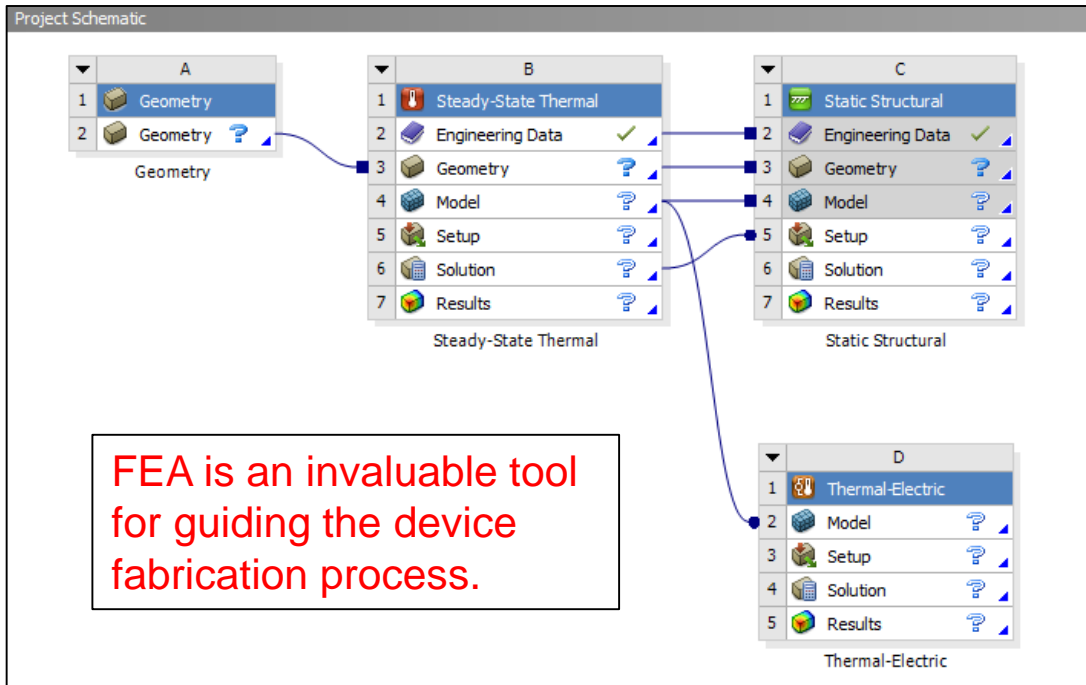 Project Schematic
A
1 Geometry
2 Geometry ?
Geometry
B
1 Steady-State Thermal
2 Engineering Data ✓
3 Geometry ?
4 Model ?
5 Setup ?
6 Solution ?
7 Results ?
Steady-State Thermal
C
1 Static Structural
2 Engineering Data ✓
3 Geometry ?
4 Model ?
5 Setup ?
6 Solution ?
7 Results ?
Static Structural
FEA is an invaluable tool
for guiding the device
fabrication process.
D
1 Thermal-Electric
2 Model ?
3 Setup ?
4 Solution ?
5 Results ?
Thermal-Electric